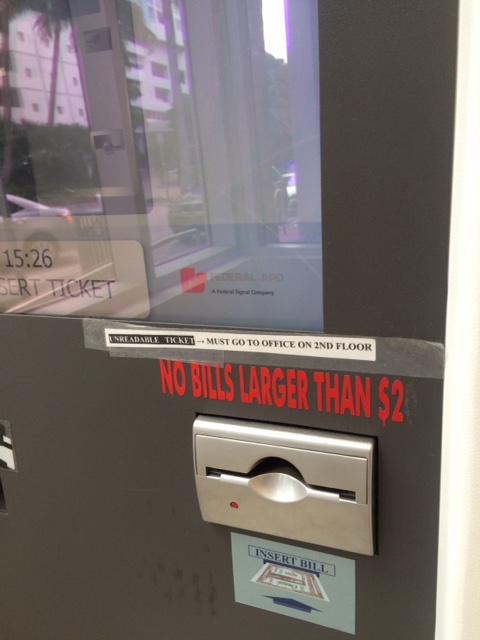 15:26
SERT TICKET
FEDERAL APD
A Federal Signal Company
UNREADABLE TICKET → MUST GO TO OFFICE ON 2ND FLOOR
NO BILLS LARGER THAN $2
INSERT BILL